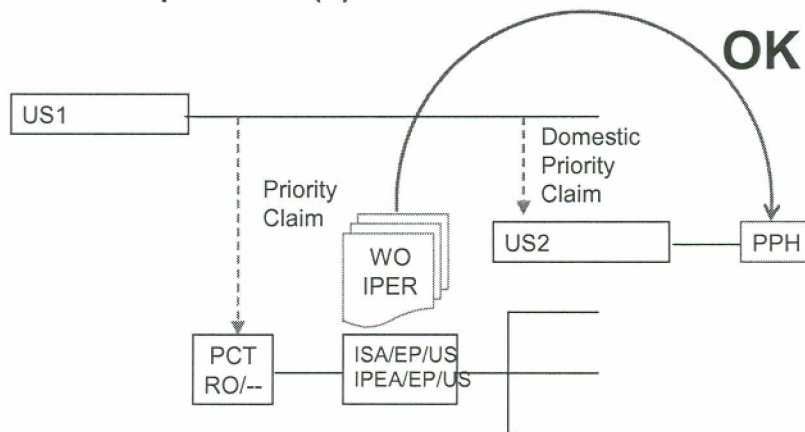 OK
US1
Domestic
Priority
Claim
Priority
Claim
WO
IPER
US2
PPH
PCT
RO/--
ISA/EP/US
IPEA/EP/US